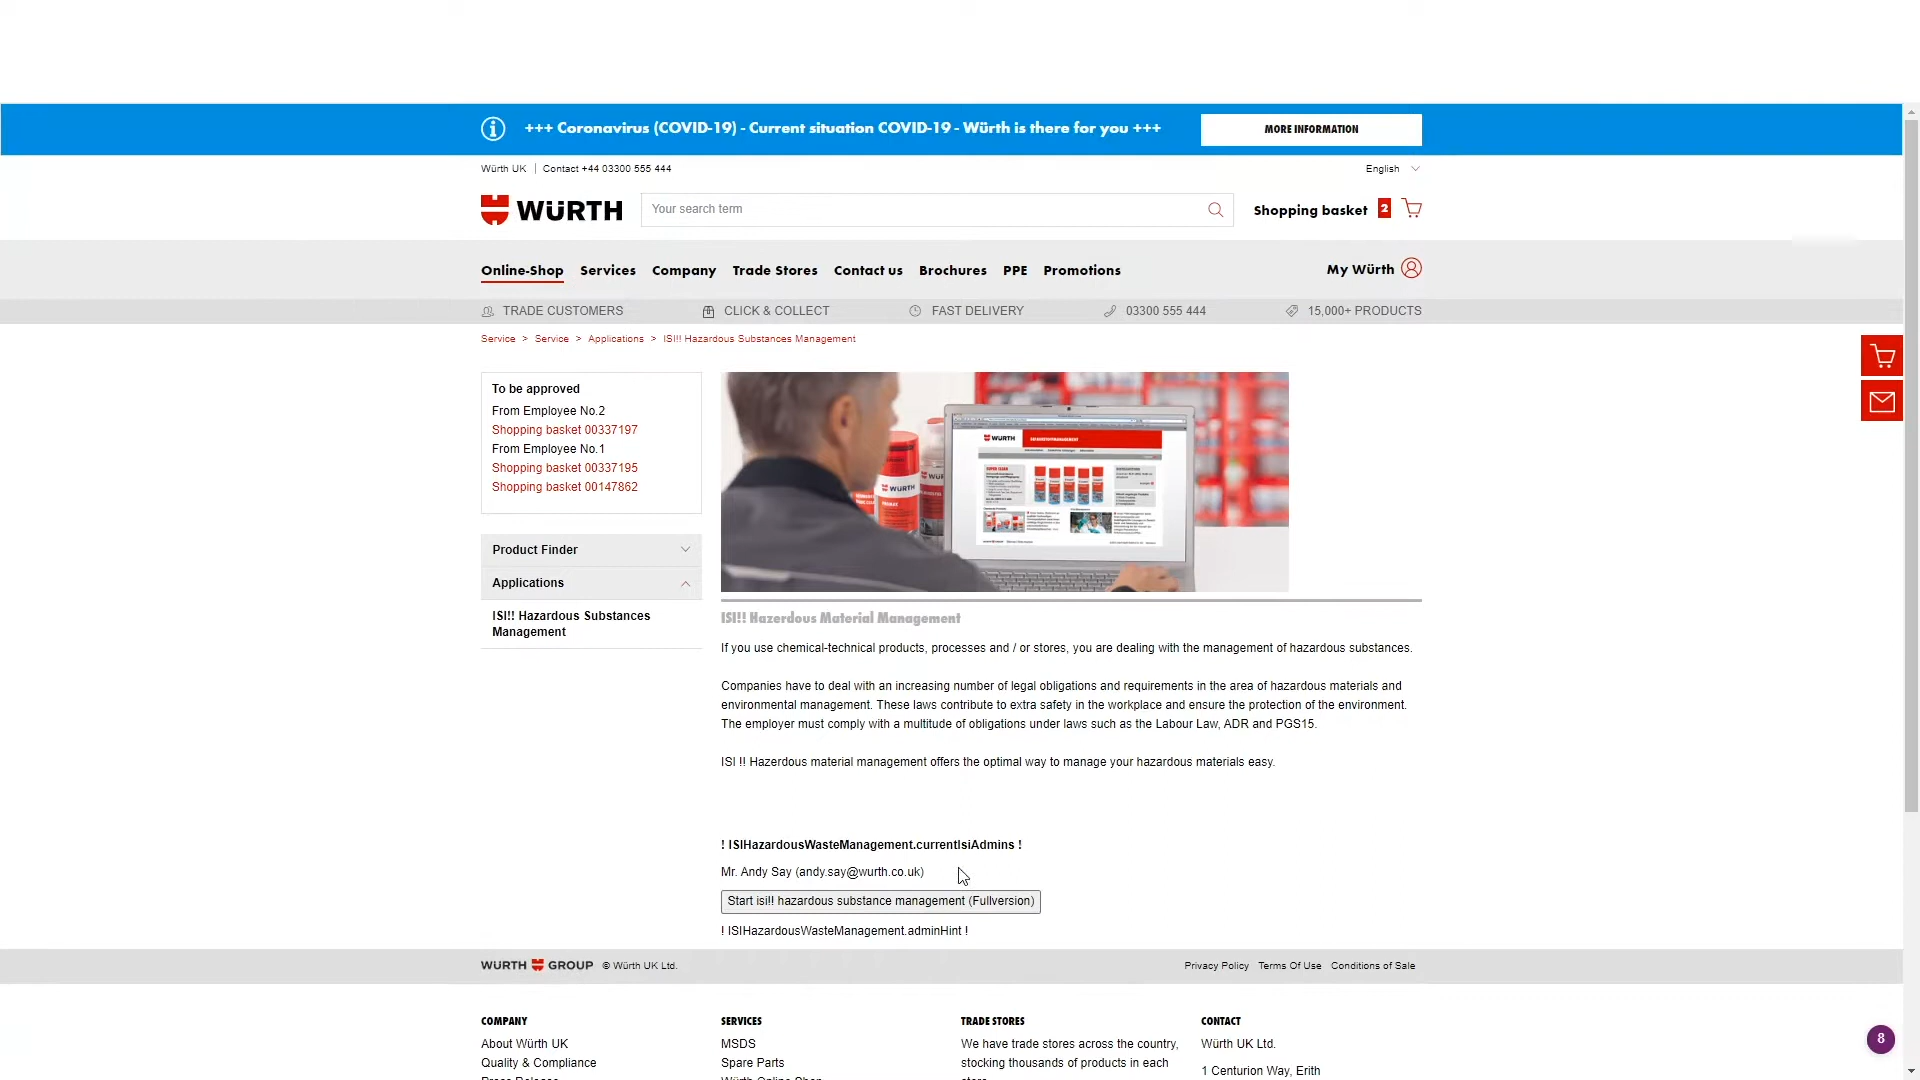 +++ Coronavirus (COVID-19) - Current situation COVID-19 - Würth is there for you +++
MORE INFORMATION
Würth UK | Contact +44 03300 555 444
English
WÜRTH
Your search term
Shopping basket 2
Online-Shop Services Company Trade Stores Contact us Brochures PPE Promotions
My Würth
TRADE CUSTOMERS CLICK & COLLECT FAST DELIVERY 03300 555 444 15,000+ PRODUCTS
Service > Service > Applications > ISI!! Hazardous Substances Management
To be approved
From Employee No.2
Shopping basket 00337197
From Employee No.1
Shopping basket 00337195
Shopping basket 00147862
Product Finder
Applications
ISI!! Hazardous Substances
Management
WÜRTH
WÜRTH
ISI!! Hazerdous Material Management
If you use chemical-technical products, processes and / or stores, you are dealing with the management of hazardous substances.
Companies have to deal with an increasing number of legal obligations and requirements in the area of hazardous materials and
environmental management. These laws contribute to extra safety in the workplace and ensure the protection of the environment.
The employer must comply with a multitude of obligations under laws such as the Labour Law, ADR and PGS15.
ISI !! Hazerdous material management offers the optimal way to manage your hazardous materials easy.
! ISIHazardousWasteManagement.currentIsiAdmins !
Mr. Andy Say (andy.say@wurth.co.uk)
Start isi!! hazardous substance management (Fullversion)
! ISIHazardousWasteManagement.adminHint !
WÜRTH GROUP © Würth UK Ltd.
Privacy Policy Terms Of Use Conditions of Sale
COMPANY
About Würth UK
Quality & Compliance
Press Release
SERVICES
MSDS
Spare Parts
Würth Online Shop
TRADE STORES
We have trade stores across the country,
stocking thousands of products in each
store.
CONTACT
Würth UK Ltd.
1 Centurion Way, Erith
8